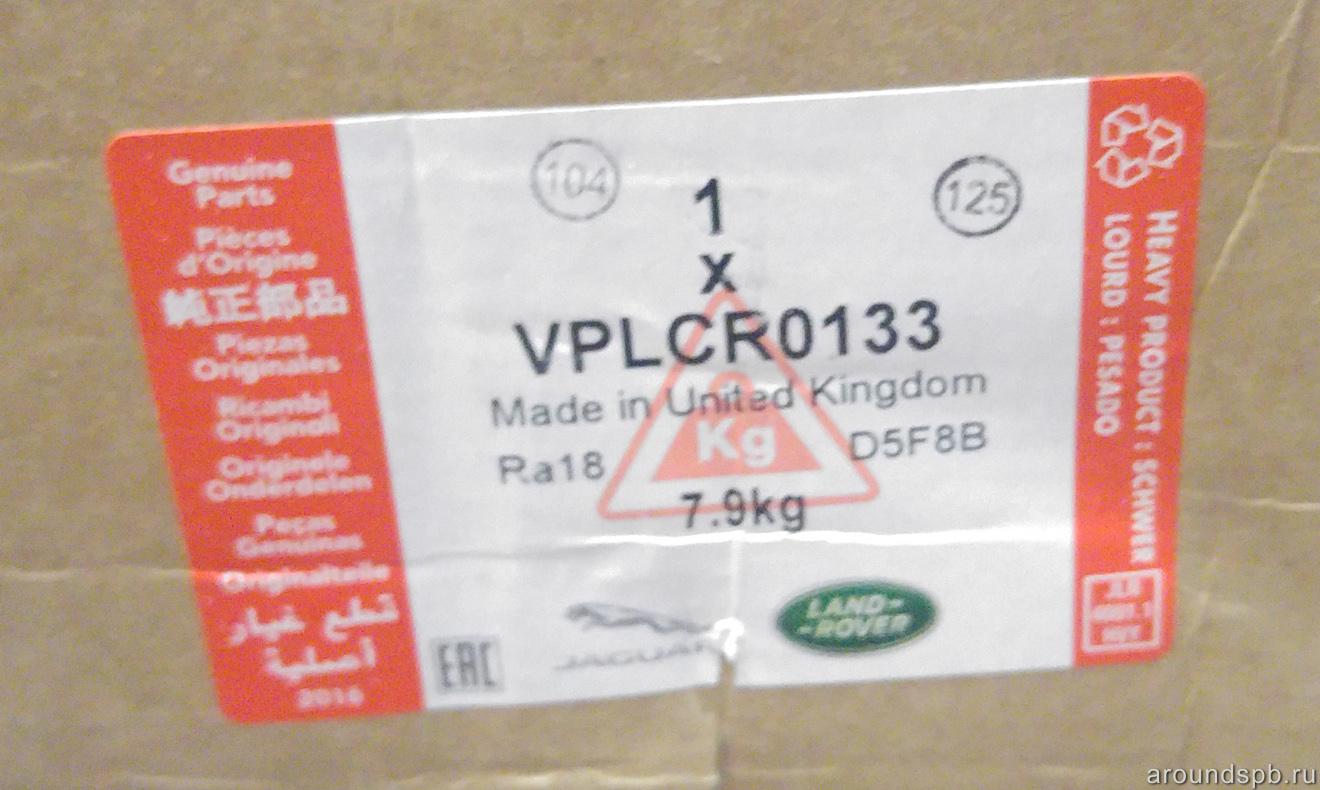 Genuine
Parts
Pièces
d'Origine
純正部品
Piezas
Originales
Ricambi
Originali
Originele
Onderdelen
Peças
Genuínas
Originalteile
قطع غيار
أصلية
2016
104
125
1
x
VPLCR0133
Made in United Kingdom
Kg
Ra18
D5F8B
7.9kg
EAC
JAGUAR
LAND-
-ROVER
HEAVY PRODUCT : SCHWER
LOURD : PESADO
aroundspb.ru